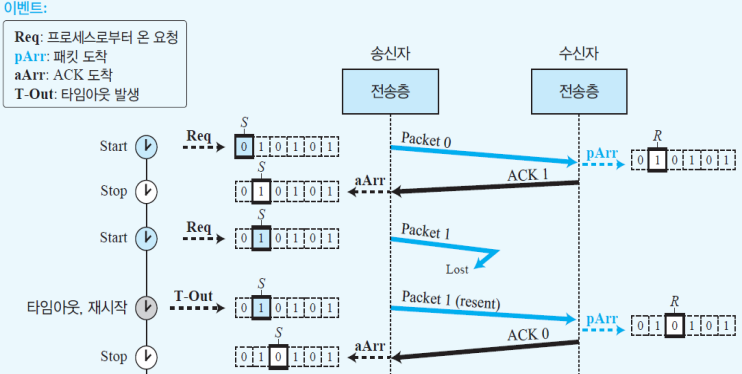 이벤트:
Req: 프로세스로부터 온 요청
pArr: 패킷 도착
aArr: ACK 도착
T-Out: 타임아웃 발생
송신자
수신자
전송층
전송층
S
Start
Req
0 1 0 1 0 1
Packet 0
pArr
R
0 1 0 1 0 1
S
Stop
0 1 0 1 0 1
aArr
ACK 1
S
Start
Req
0 1 0 1 0 1
Packet 1
Lost
S
타임아웃, 재시작
T-Out
0 1 0 1 0 1
Packet 1 (resent)
pArr
R
0 1 0 1 0 1
S
Stop
0 1 0 1 0 1
aArr
ACK 0